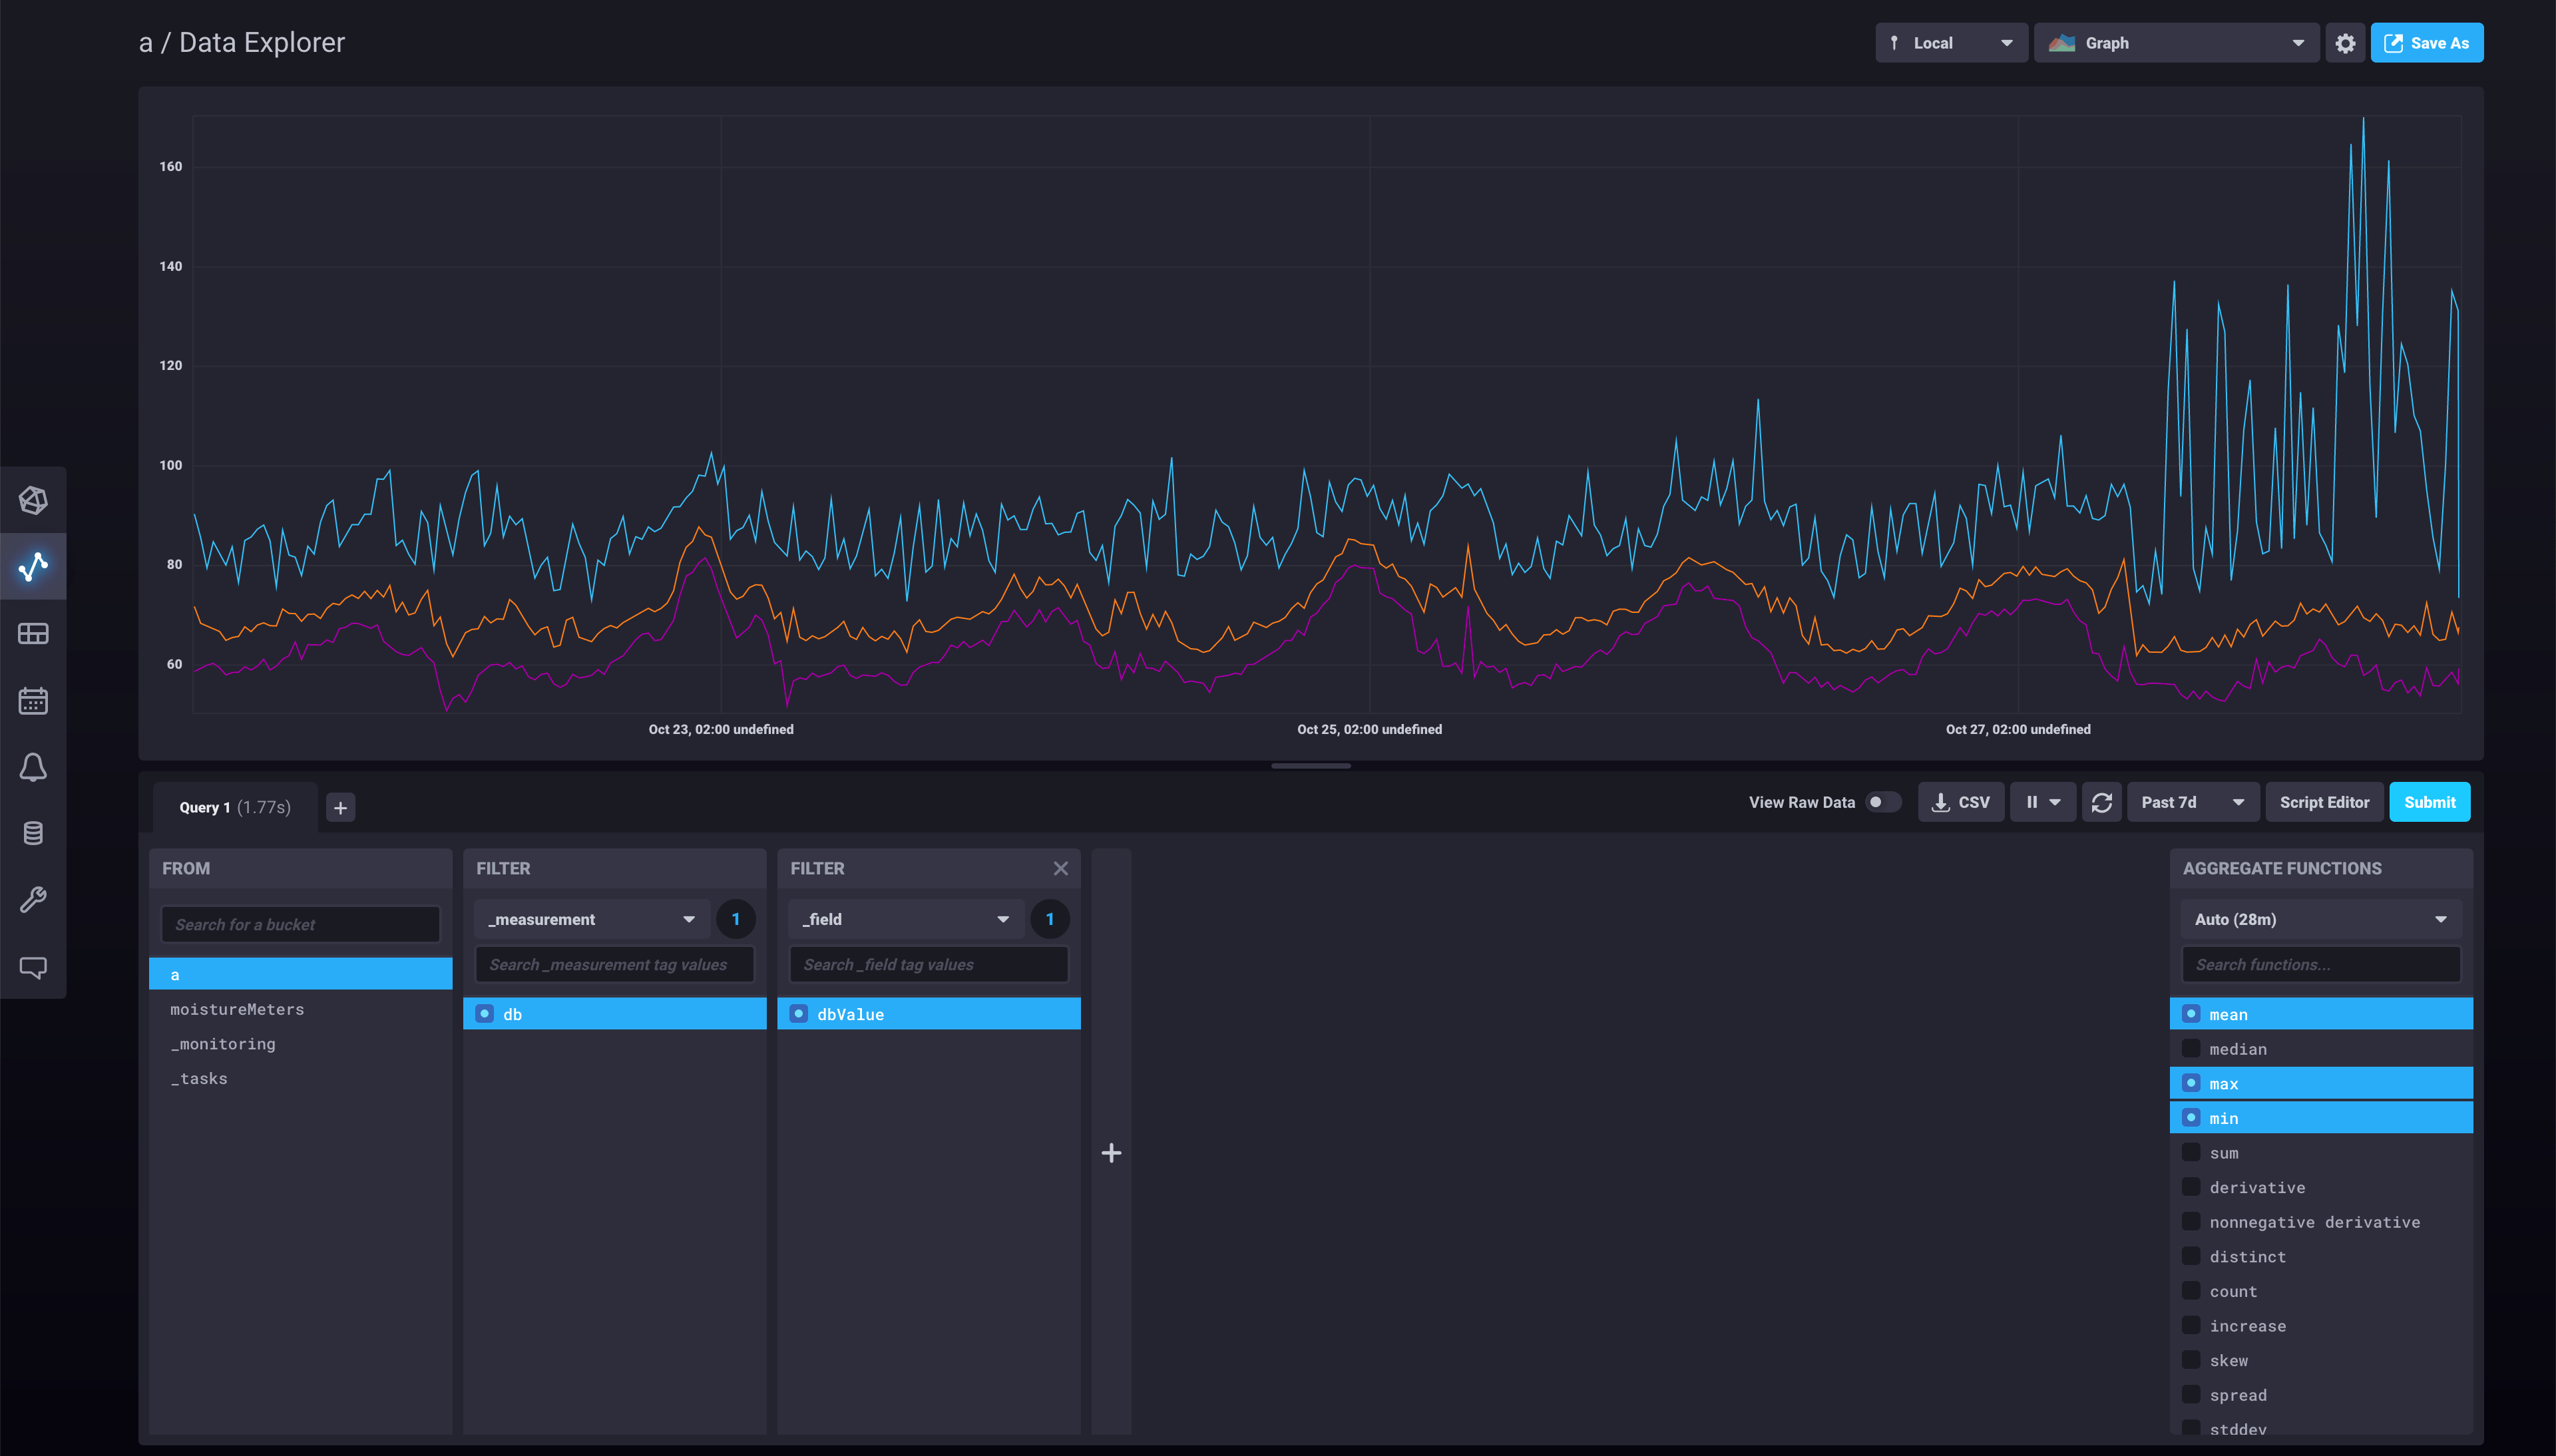 a / Data Explorer
Local
Graph
Save As
160
140
120
100
80
60
Oct 23, 02:00 undefined
Oct 25, 02:00 undefined
Oct 27, 02:00 undefined
Query 1 (1.77s)
View Raw Data
CSV
Past 7d
Script Editor
Submit
FROM
Search for a bucket
a
moistureMeters
_monitoring
_tasks
FILTER
_measurement
1
Search _measurement tag values
db
FILTER
_field
1
Search _field tag values
dbValue
AGGREGATE FUNCTIONS
Auto (28m)
Search functions...
mean
median
max
min
sum
derivative
nonnegative derivative
distinct
count
increase
skew
spread
stddev